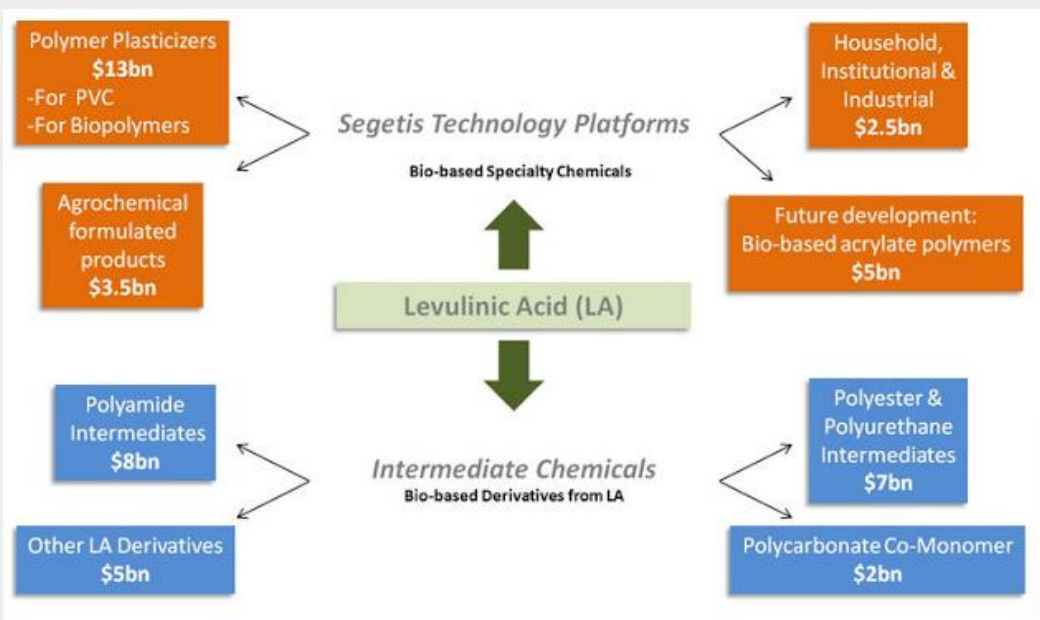 Polymer Plasticizers
$13bn
-For PVC
-For Biopolymers
Agrochemical
formulated
products
$3.5bn
Segetis Technology Platforms
Bio-based Specialty Chemicals
Household,
Institutional &
Industrial
$2.5bn
Future development:
Bio-based acrylate polymers
$5bn
Levulinic Acid (LA)
Polyamide
Intermediates
$8bn
Other LA Derivatives
$5bn
Intermediate Chemicals
Bio-based Derivatives from LA
Polyester &
Polyurethane
Intermediates
$7bn
Polycarbonate Co-Monomer
$2bn